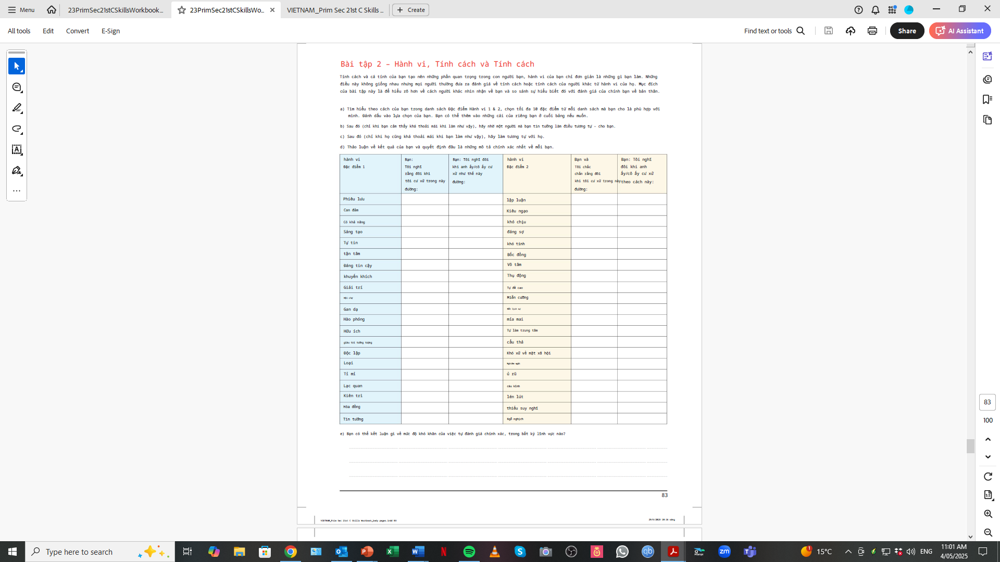 Menu
23PrimSec21stCSkillsWorkbook...
23PrimSec21stCSkillsWo...
VIETNAM_Prim Sec 21st C Skills ...
Create
All tools
Edit
Convert
E-Sign
Find text or tools
Share
AI Assistant
Bài tập 2 – Hành vi, Tính cách và Tính cách
Tính cách và cá tính của bạn tạo nên những phần quan trọng trong con người bạn, hành vi của bạn chỉ đơn giản là những gì bạn làm. Những
điều này không giống nhau nhưng mọi người thường đưa ra đánh giá về tính cách hoặc tính cách của người khác từ hành vi của họ. Mục đích
của bài tập này là để hiểu rõ hơn về cách người khác nhìn nhận về bạn và so sánh sự hiểu biết đó với đánh giá của chính bạn về bản thân.
a) Tìm hiểu theo cách của bạn trong danh sách Đặc điểm Hành vi 1 & 2, chọn tối đa 10 đặc điểm từ mỗi danh sách mà bạn cho là phù hợp với
mình. Đánh dấu vào lựa chọn của bạn. Bạn có thể thêm vào những cái của riêng bạn ở cuối bảng nếu muốn.
b) Sau đó (chỉ khi bạn cảm thấy khá thoải mái khi làm như vậy), hãy nhờ một người mà bạn tin tưởng làm điều tương tự – cho bạn.
c) Sau đó (chỉ khi họ cũng khá thoải mái khi bạn làm như vậy), hãy làm tương tự với họ.
d) Thảo luận về kết quả của bạn và quyết định đâu là những mô tả chính xác nhất về mỗi bạn.
hành vi
Đặc điểm 1
Bạn:
Tôi nghĩ
rằng đôi khi
tôi cư xử trong này
đường:
Bạn: Tôi nghĩ đôi
khi anh ấy/cô ấy cư
xử như thế này
đường:
hành vi
Đặc điểm 2
Bạn và
Tôi chắc
chắn rằng đôi
khi tôi cư xử trong này
đường:
Bạn: Tôi nghĩ
đôi khi anh
ấy/cô ấy cư xử
theo cách này:
Phiêu lưu
lập luận
Can đảm
Kiêu ngạo
Có khả năng
khó chịu
Sáng tạo
đáng sợ
Tự tin
khó tính
tận tâm
Bốc đồng
Đáng tin cậy
Vô tâm
khuyến khích
Thụ động
Giải trí
Tự đề cao
Hội chợ
Miễn cưỡng
Gan dạ
Bất lịch sự
Hào phóng
mỉa mai
Hữu ích
Tự làm trung tâm
giàu trí tưởng tượng
cẩu thả
Độc lập
Khó xử về mặt xã hội
Loại
Nghiêm ngặt
Tỉ mỉ
ủ rũ
Lạc quan
cáu kỉnh
Kiên trì
lén lút
Hòa đồng
thiếu suy nghĩ
Tin tưởng
Ngỗ nghịch
e) Bạn có thể kết luận gì về mức độ khó khăn của việc tự đánh giá chính xác, trong bất kỳ lĩnh vực nào?
83
VIETNAM_Prim Sec 21st C Skills Workbook_body pages.indd 83
29/5/2023 10:16 sáng
83
100
Type here to search
15°C
ENG
11:01 AM
4/05/2025